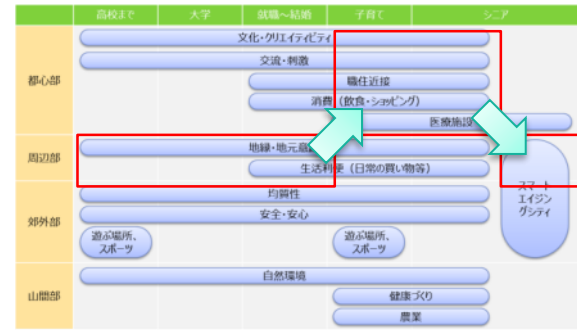 高校まで 大学 就職～結婚 子育て シニア
都心部
文化・クリエイティビティ
交流・刺激
職住近接
消費（飲食・ショッピング）
医療施設
周辺部
地縁・地元意
生活利便（日常の買い物等）
スマート
エイジン
グシティ
郊外部
均質性
安全・安心
遊ぶ場所、
スポーツ
遊ぶ場所、
スポーツ
山間部
自然環境
健康づくり
農業